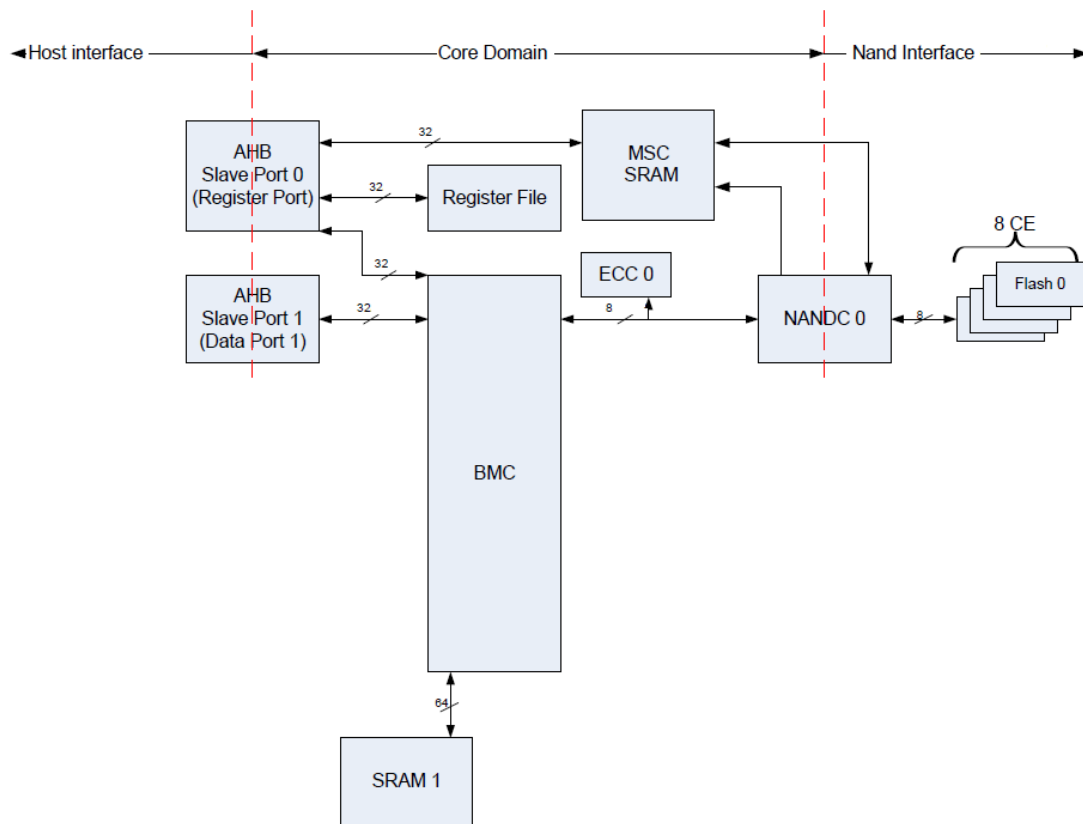 Host interface
Core Domain
Nand Interface
AHB
Slave Port 0
(Register Port)
32
MSC
SRAM
32
Register File
8 CE
32
ECC 0
Flash 0
AHB
Slave Port 1
(Data Port 1)
32
8
NANDC 0
8
BMC
64
SRAM 1